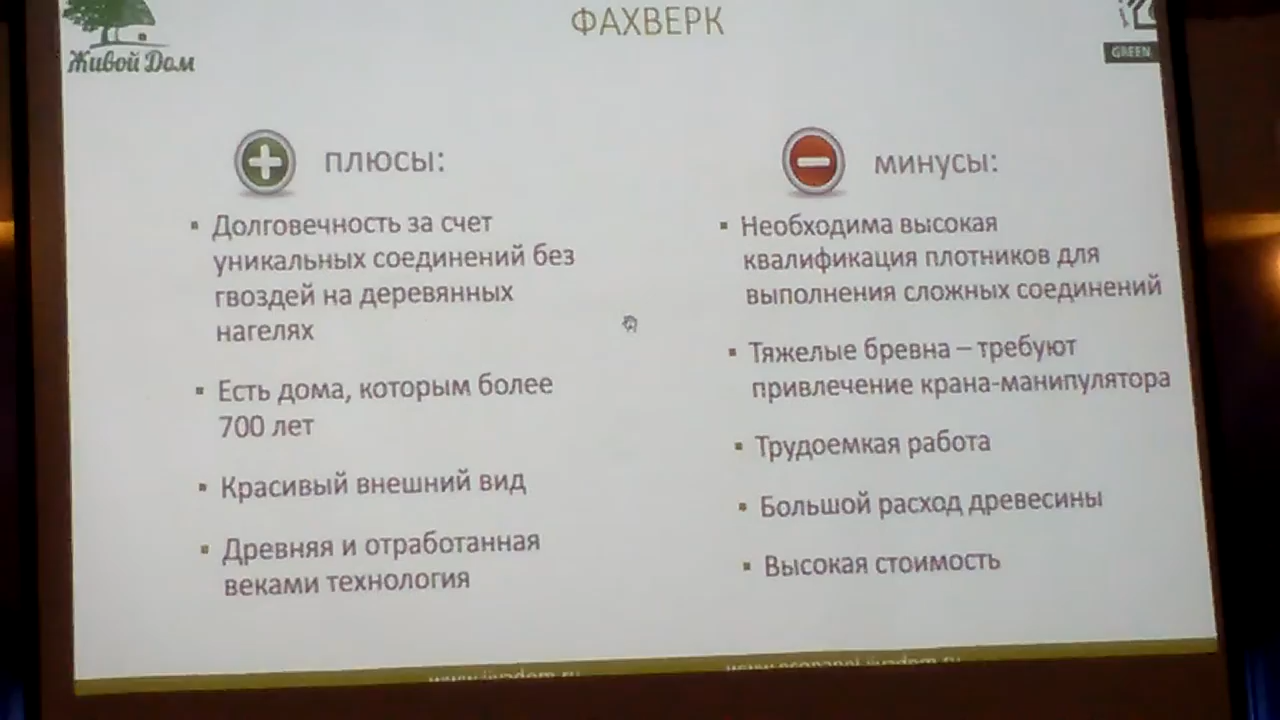 ФАХВЕРК
Живой Дом
GREEN
плюсы:
▪ Долговечность за счет
уникальных соединений без
гвоздей на деревянных
нагелях
▪ Есть дома, которым более
700 лет
▪ Красивый внешний вид
▪ Древняя и отработанная
веками технология
минусы:
▪ Необходима высокая
квалификация плотников для
выполнения сложных соединений
▪ Тяжелые бревна – требуют
привлечение крана-манипулятора
▪ Трудоемкая работа
▪ Большой расход древесины
▪ Высокая стоимость